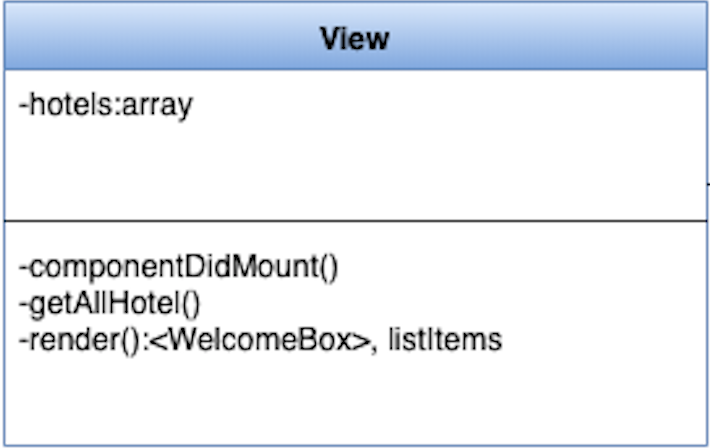 View
-hotels:array
-componentDidMount()
-getAllHotel()
-render():<WelcomeBox>, listItems